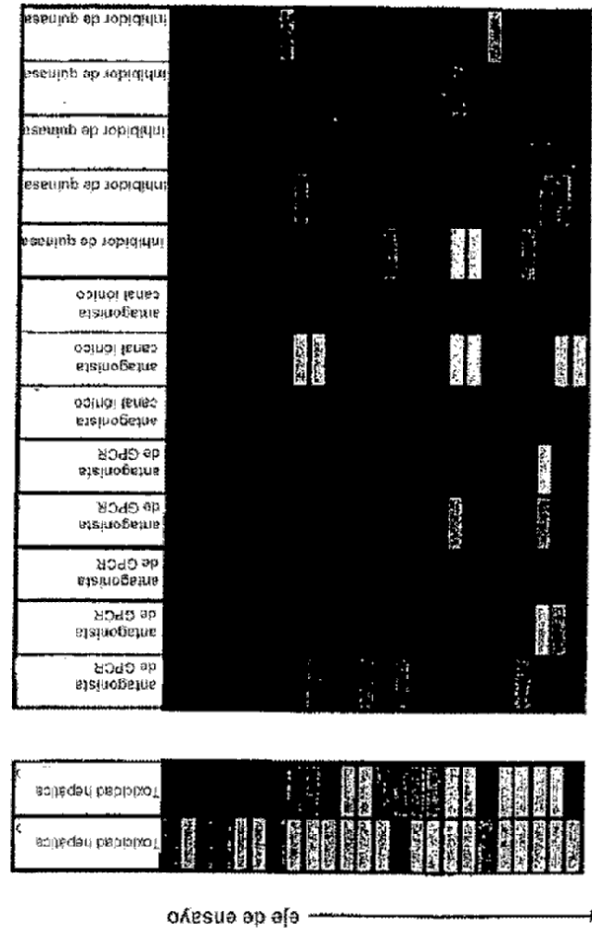 eje de ensayo
Toxicidad hepática
Toxicidad hepática
antagonista
de GPCR
antagonista
de GPCR
antagonista
de GPCR
antagonista
de GPCR
antagonista
de GPCR
antagonista
canal iónico
antagonista
canal iónico
antagonista
canal iónico
inhibidor de quinasa
inhibidor de quinasa
inhibidor de quinasa
inhibidor de quinasa
inhibidor de quinasa